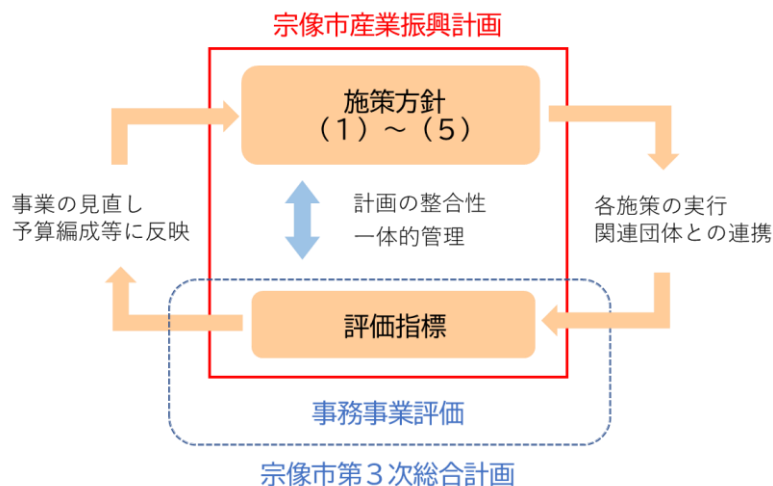 宗像市産業振興計画
施策方針
（１）～（５）
事業の見直し
予算編成等に反映
計画の整合性
一体的管理
各施策の実行
関連団体との連携
評価指標
事務事業評価
宗像市第３次総合計画